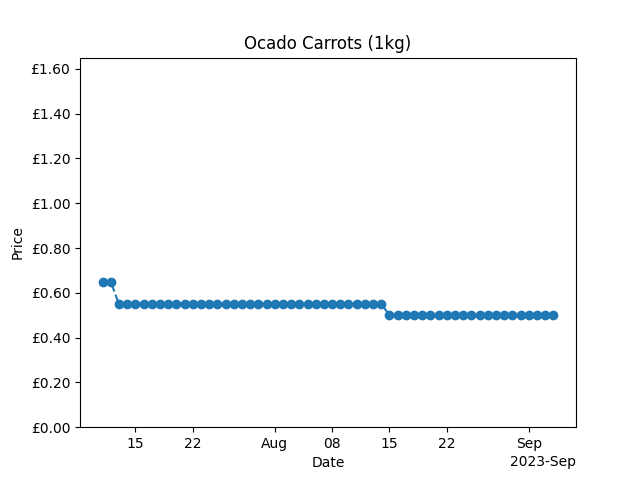 Ocado Carrots (1kg)
£1.60
£1.40
£1.20
£1.00
£0.80
£0.60
£0.40
£0.20
£0.00
Price
15 22 Aug 08 15 22 Sep
Date
2023-Sep